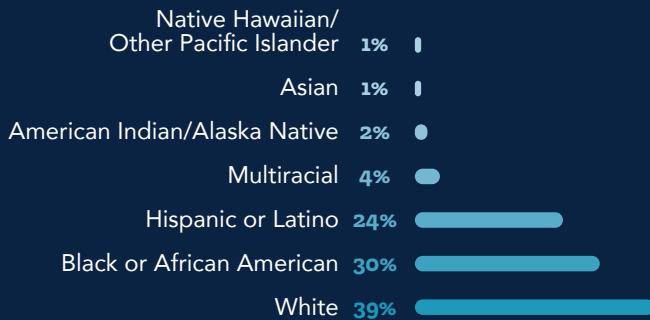 Native Hawaiian/
Other Pacific Islander 1%
Asian 1%
American Indian/Alaska Native 2%
Multiracial 4%
Hispanic or Latino 24%
Black or African American 30%
White 39%